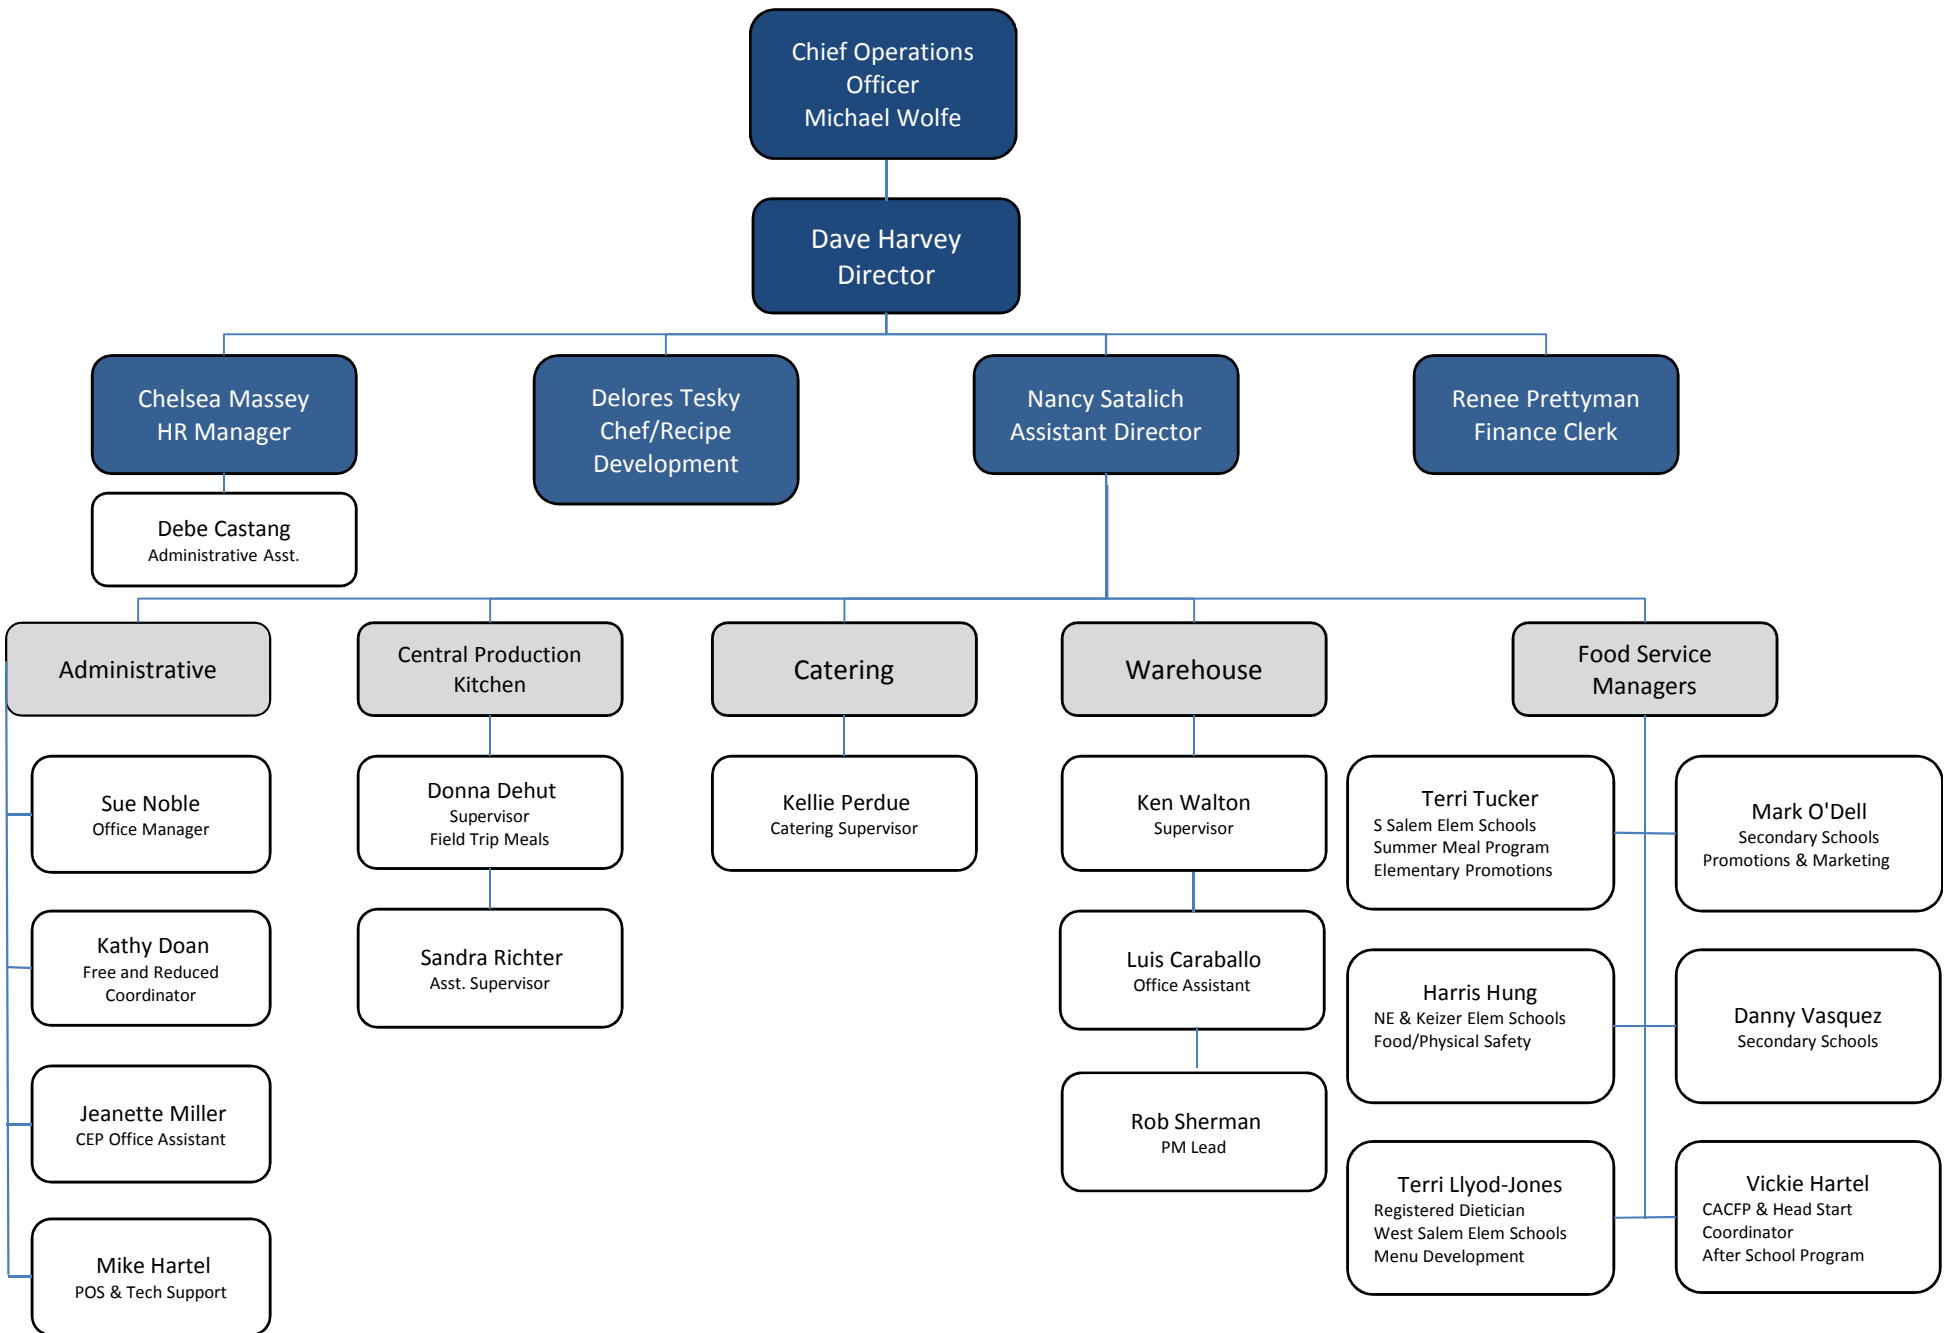 Chief Operations
Officer
Michael Wolfe
Dave Harvey
Director
Chelsea Massey
HR Manager
Delores Tesky
Chef/Recipe
Development
Nancy Satalich
Assistant Director
Renee Prettyman
Finance Clerk
Debe Castang
Administrative Asst.
Administrative
Central Production
Kitchen
Catering
Warehouse
Food Service
Managers
Sue Noble
Office Manager
Kathy Doan
Free and Reduced
Coordinator
Jeanette Miller
CEP Office Assistant
Mike Hartel
POS & Tech Support
Donna Dehut
Supervisor
Field Trip Meals
Sandra Richter
Asst. Supervisor
Kellie Perdue
Catering Supervisor
Ken Walton
Supervisor
Luis Caraballo
Office Assistant
Rob Sherman
PM Lead
Terri Tucker
S Salem Elem Schools
Summer Meal Program
Elementary Promotions
Mark O'Dell
Secondary Schools
Promotions & Marketing
Harris Hung
NE & Keizer Elem Schools
Food/Physical Safety
Danny Vasquez
Secondary Schools
Terri Llyod-Jones
Registered Dietician
West Salem Elem Schools
Menu Development
Vickie Hartel
CACFP & Head Start
Coordinator
After School Program